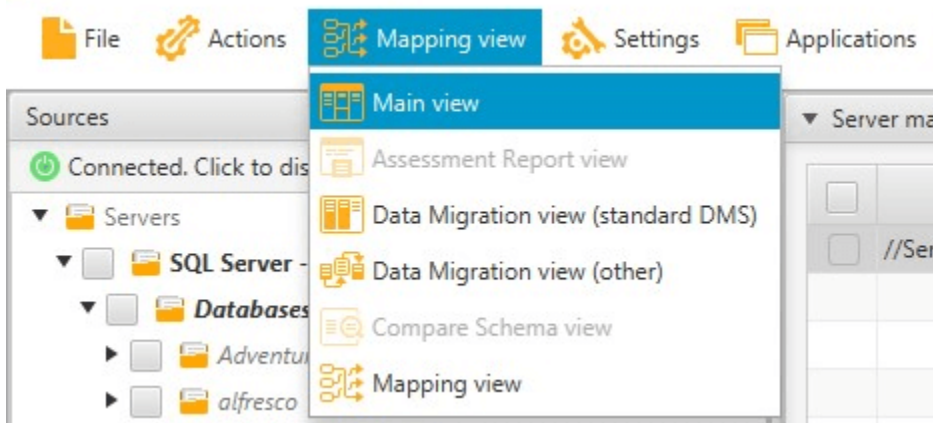 File Actions Mapping view Settings Applications
Main view
Assessment Report view
Data Migration view (standard DMS)
Data Migration view (other)
Compare Schema view
Mapping view
Sources
Connected. Click to dis
Servers
SQL Server -
Databases
Adventu
alfresco
Server ma
//Ser